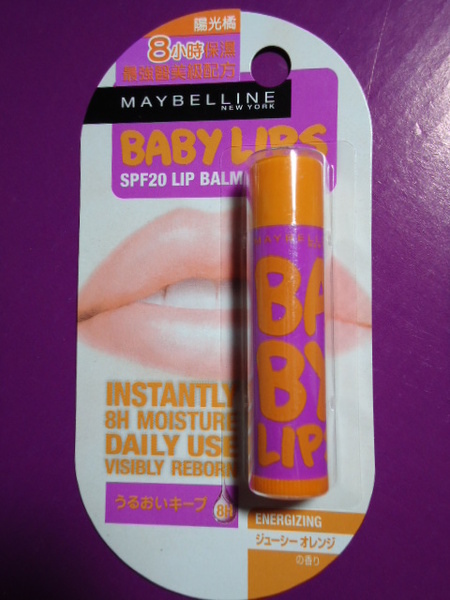 陽光橘
8小時保濕
最強醫美級配方
MAYBELLINE
NEW YORK
BABY LIPS
SPF20 LIP BALM
MAYBELLINE
BA
BY
LIPS
INSTANTLY
8H MOISTURE
DAILY USE
VISIBLY REBORN
うるおいキープ
8H
ENERGIZING
ジューシー オレンジ
の香り